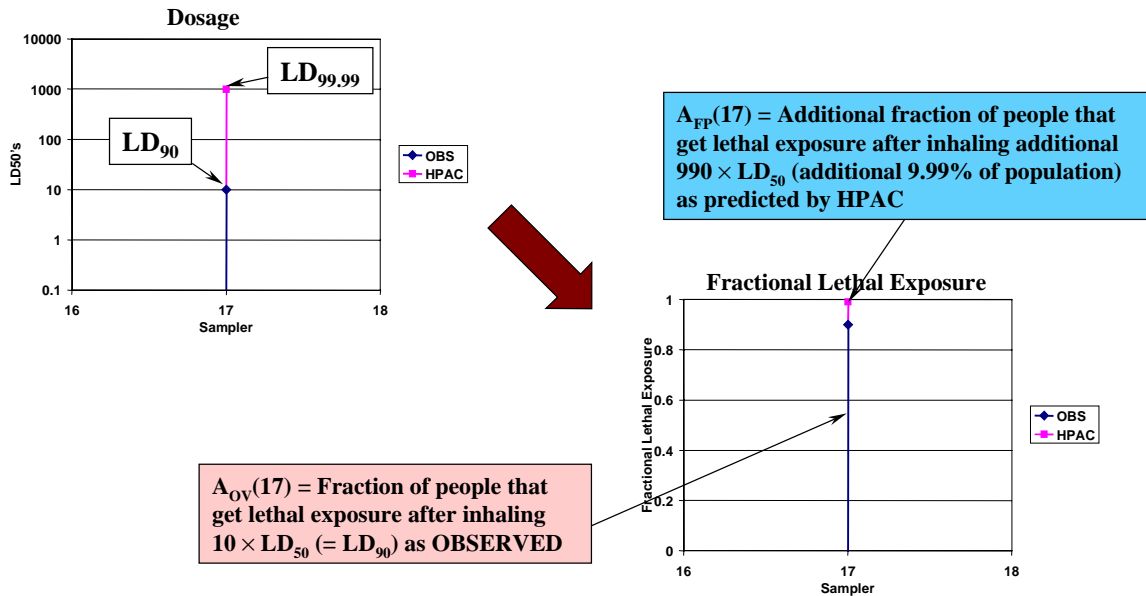 Dosage
10000
1000
100
10
1
0.1
LD50's
16
17
18
Sampler
LD99.99
LD90
OBS
HPAC
AFP(17) = Additional fraction of people that
get lethal exposure after inhaling additional
990 × LD50 (additional 9.99% of population)
as predicted by HPAC
Fractional Lethal Exposure
1
0.8
0.6
0.4
0.2
0
Fractional Lethal Exposure
16
17
18
Sampler
OBS
HPAC
AOV(17) = Fraction of people that
get lethal exposure after inhaling
10 × LD50 (= LD90) as OBSERVED